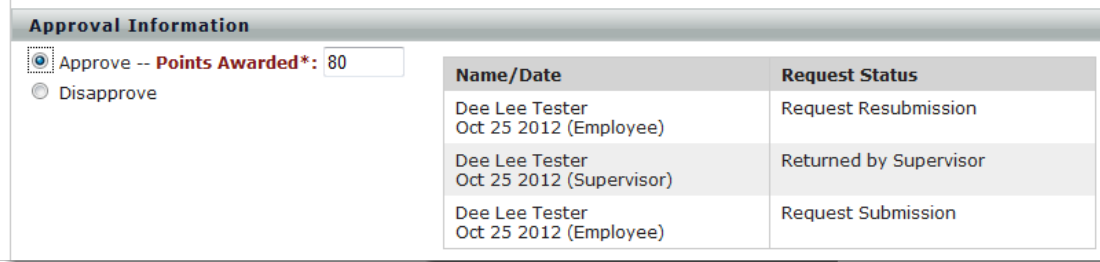 Approval Information
Approve -- Points Awarded*: 80
Disapprove
Name/Date Request Status
Dee Lee Tester Request Resubmission
Oct 25 2012 (Employee)
Dee Lee Tester Returned by Supervisor
Oct 25 2012 (Supervisor)
Dee Lee Tester Request Submission
Oct 25 2012 (Employee)